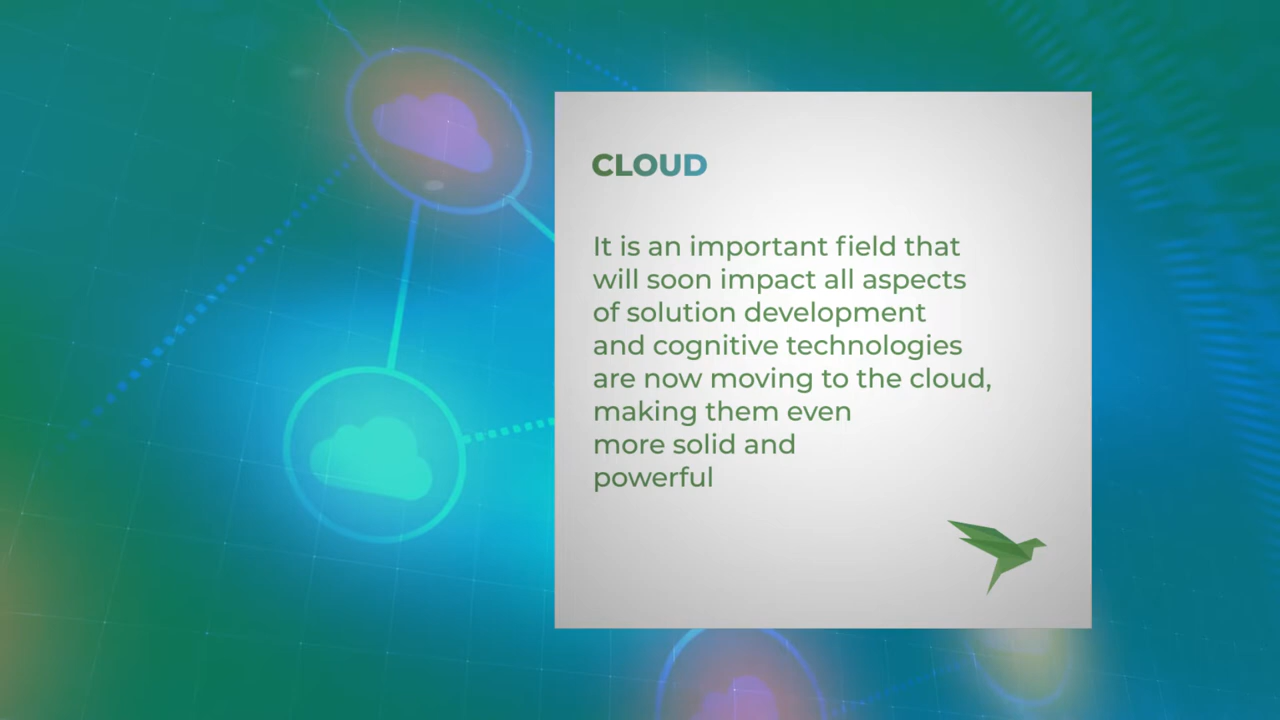 CLOUD
It is an important field that
will soon impact all aspects
of solution development
and cognitive technologies
are now moving to the cloud,
making them even
more solid and
powerful